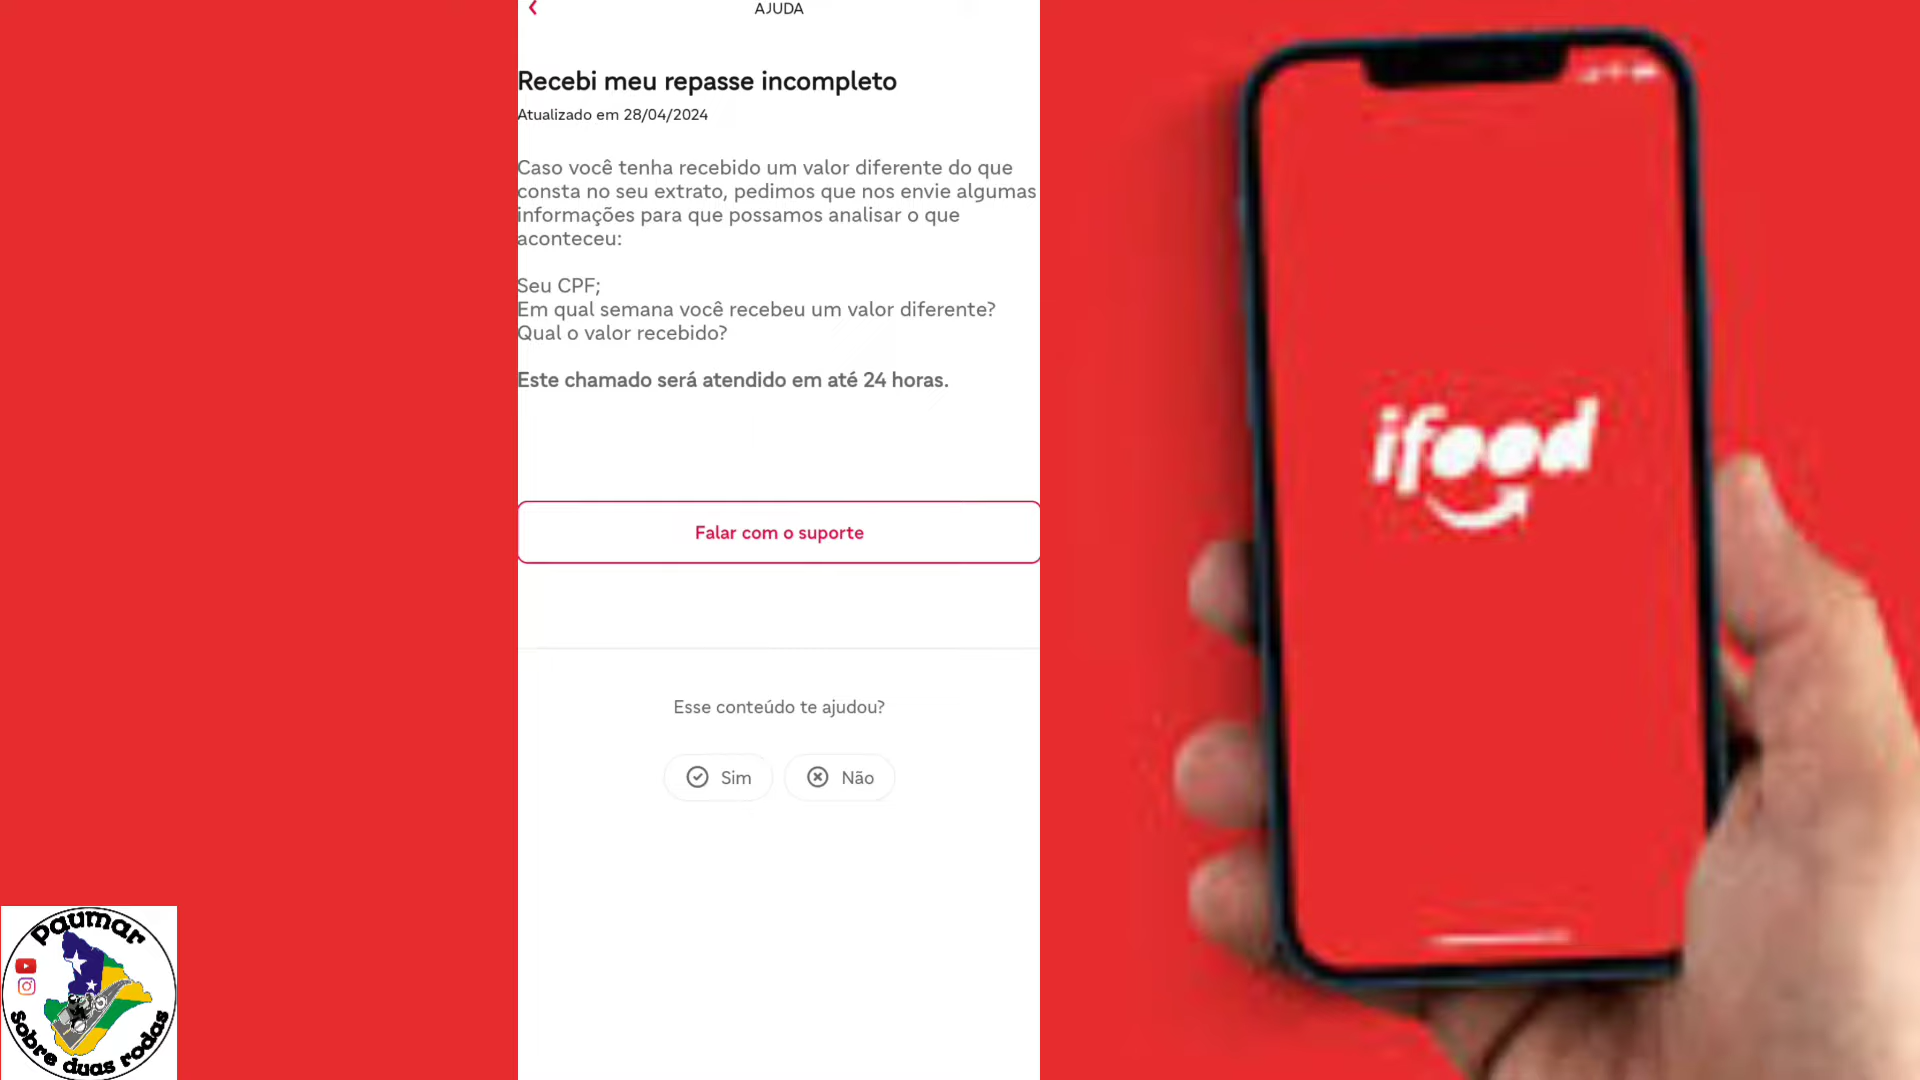 AJUDA
Recebi meu repasse incompleto
Atualizado em 28/04/2024
Caso você tenha recebido um valor diferente do que
consta no seu extrato, pedimos que nos envie algumas
informações para que possamos analisar o que
aconteceu:
Seu CPF;
Em qual semana você recebeu um valor diferente?
Qual o valor recebido?
Este chamado será atendido em até 24 horas.
Falar com o suporte
Esse conteúdo te ajudou?
Sim
Não
ifood
paumar
sobre duas rodas